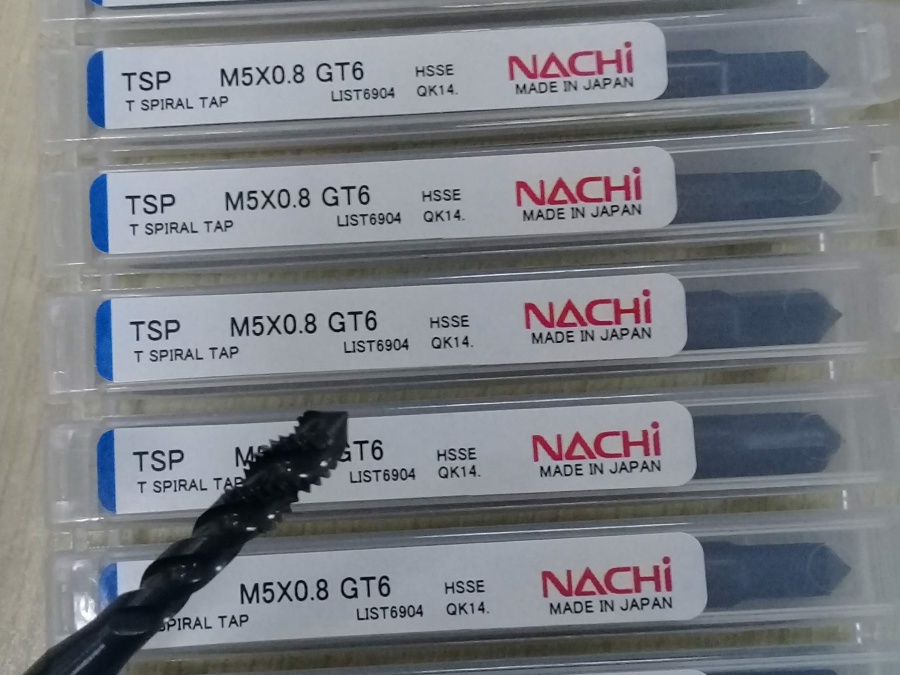 TSP M5X0.8 GT6 HSSE NACHi
T SPIRAL TAP LIST6904 QK14. MADE IN JAPAN
TSP M5X0.8 GT6 HSSE NACHi
T SPIRAL TAP LIST6904 QK14. MADE IN JAPAN
TSP M5X0.8 GT6 HSSE NACHi
T SPIRAL TAP LIST6904 QK14. MADE IN JAPAN
TSP GT6 HSSE NACHi
T SPIRAL TAP LIST6904 QK14. MADE IN JAPAN
M5X0.8 GT6 HSSE NACHi
SPIRAL TAP LIST6904 QK14. MADE IN JAPAN